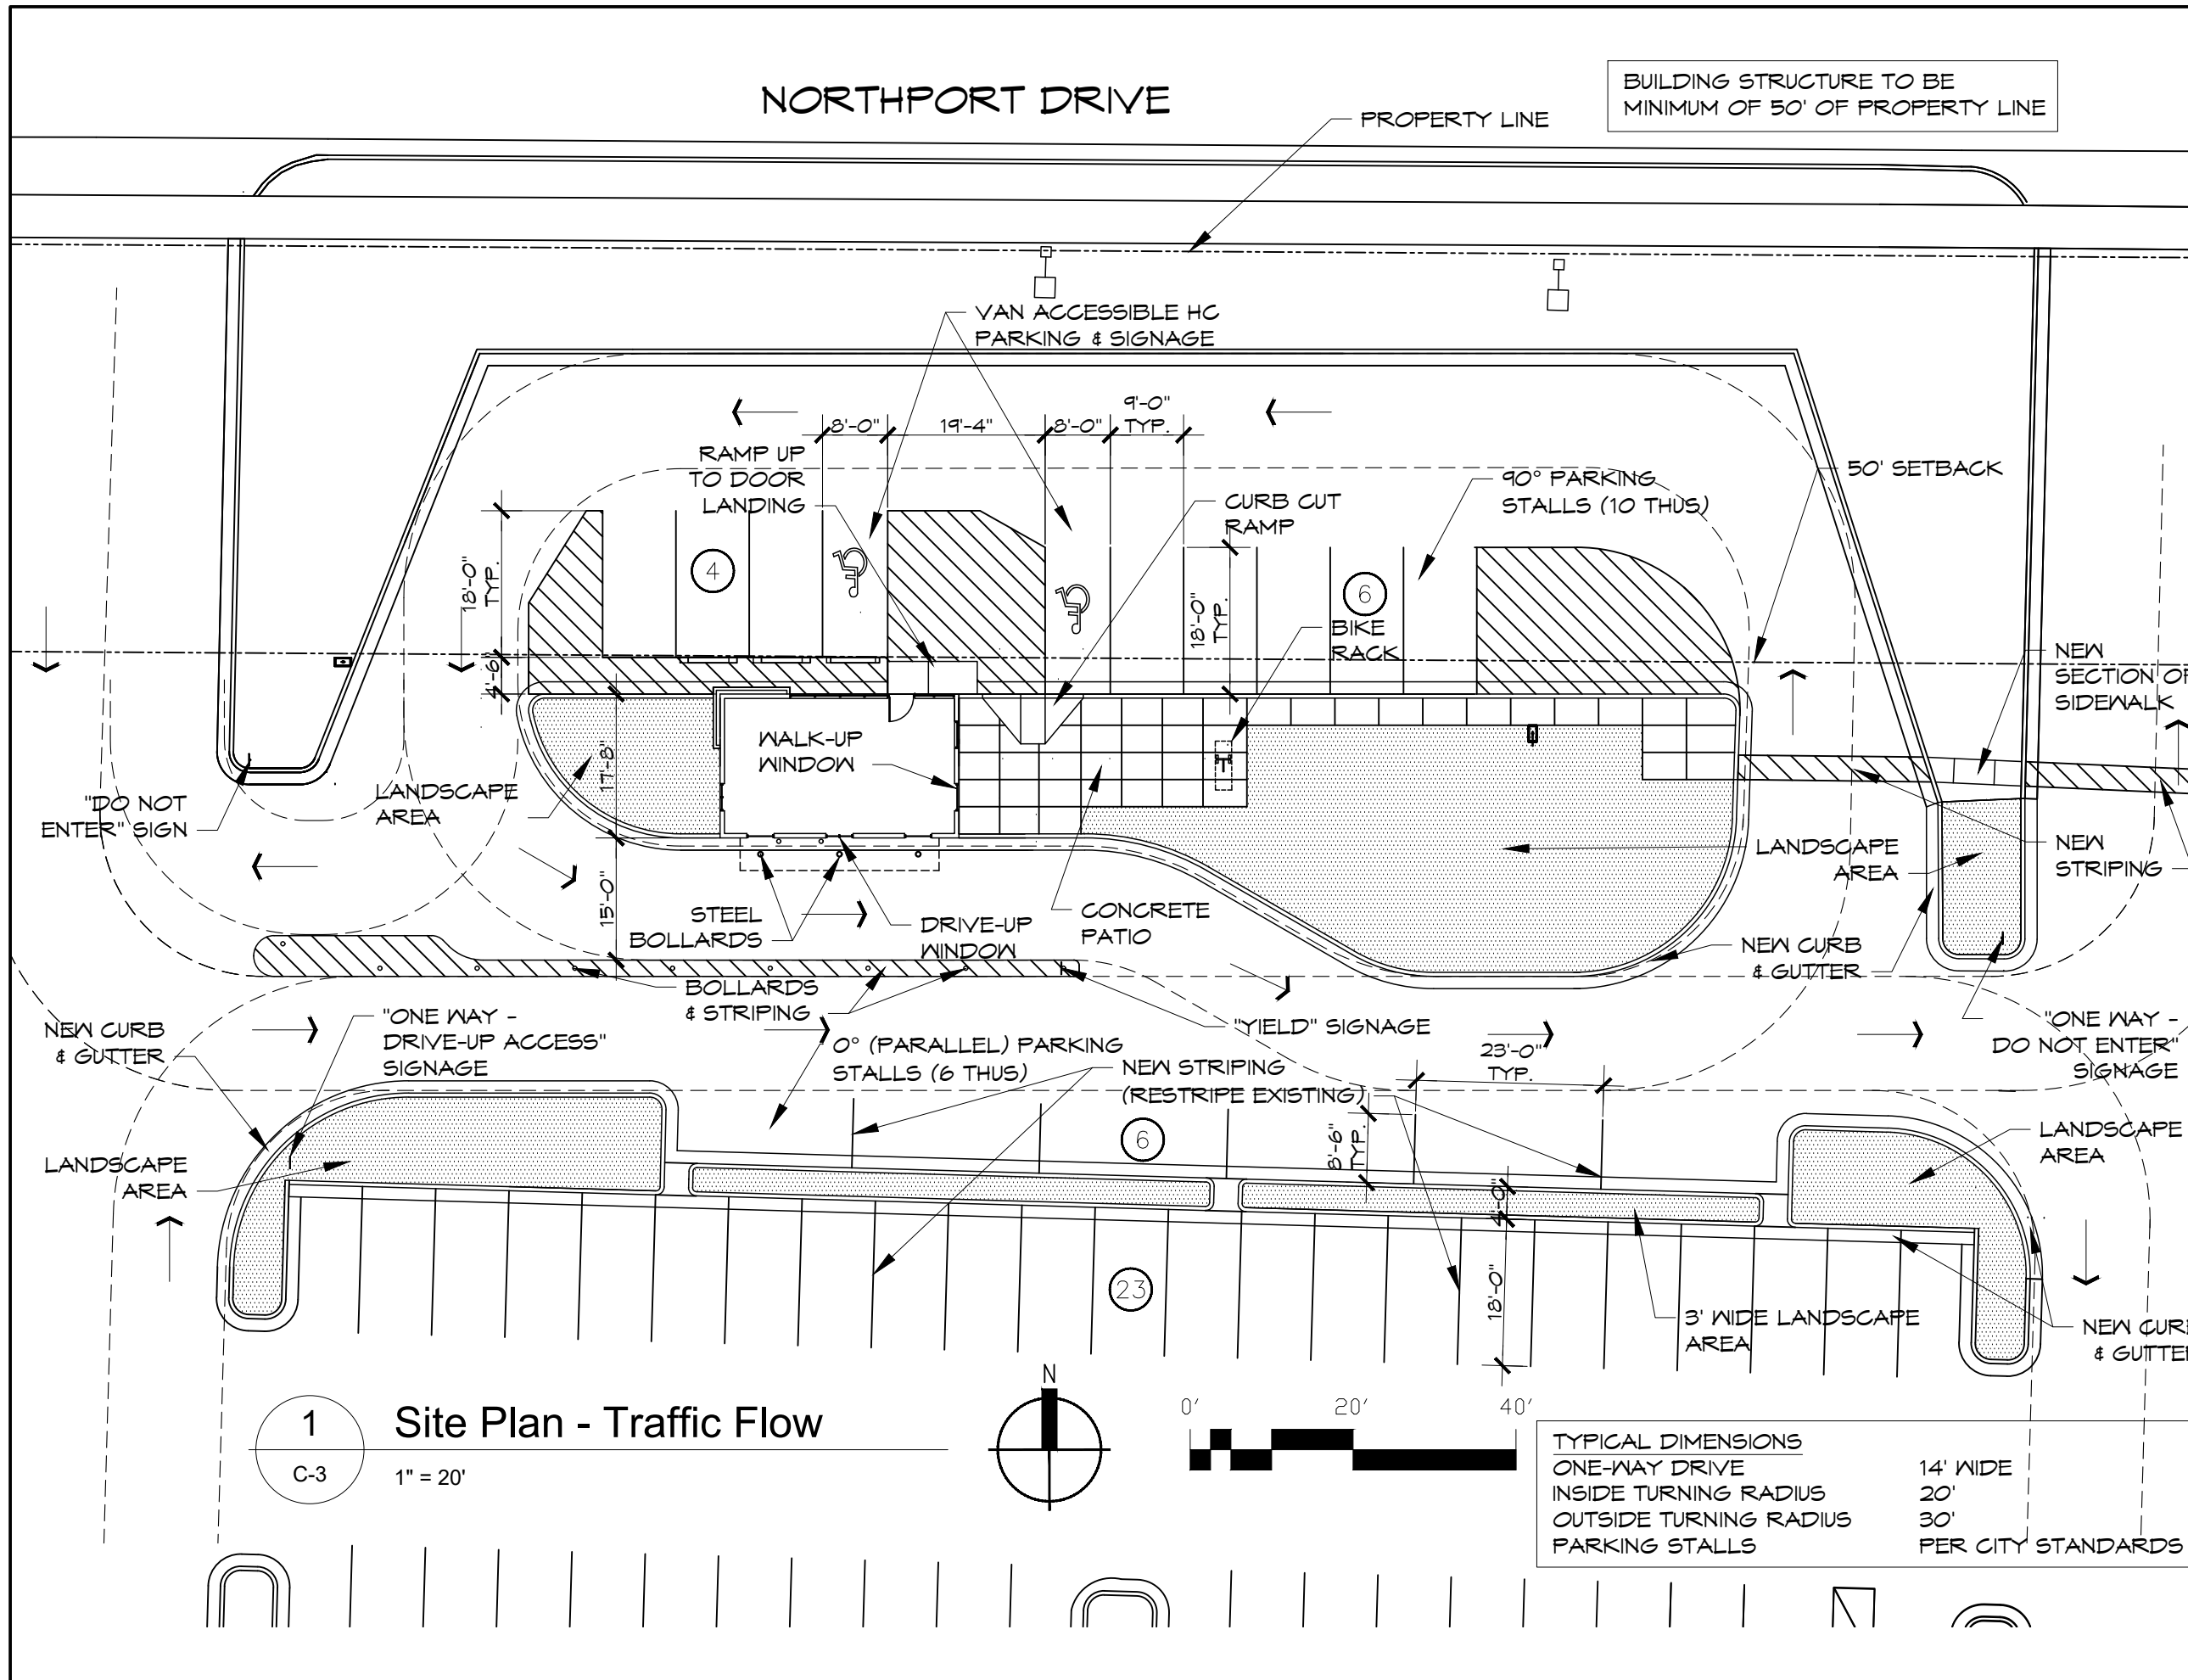 NORTHPORT DRIVE
BUILDING STRUCTURE TO BE
MINIMUM OF 50' OF PROPERTY LINE
PROPERTY LINE
VAN ACCESSIBLE HC
PARKING & SIGNAGE
8'-0"
19'-4"
8'-0"
9'-0"
TYP.
RAMP UP
TO DOOR
LANDING
CURB CUT
RAMP
90° PARKING
STALLS (10 THUS)
50' SETBACK
18'-0"
TYP.
4
18'-0"
TYP.
6
BIKE
RACK
4'-6"
NEW
SECTION OF
SIDEWALK
WALK-UP
WINDOW
17'-8"
"DO NOT
ENTER" SIGN
LANDSCAPE
AREA
LANDSCAPE
AREA
NEW
STRIPING
15'-0"
STEEL
BOLLARDS
DRIVE-UP
WINDOW
CONCRETE
PATIO
NEW CURB
& GUTTER
BOLLARDS
& STRIPING
NEW CURB
& GUTTER
"ONE WAY -
DRIVE-UP ACCESS"
SIGNAGE
"YIELD" SIGNAGE
"ONE WAY -
DO NOT ENTER"
SIGNAGE
0° (PARALLEL) PARKING
STALLS (6 THUS)
NEW STRIPING
(RESTRIPE EXISTING)
23'-0"
TYP.
6
8'-6"
TYP.
LANDSCAPE
AREA
LANDSCAPE
AREA
4'-0"
23
18'-0"
3' WIDE LANDSCAPE
AREA
NEW CURB
& GUTTER
1
C-3
Site Plan - Traffic Flow
1" = 20'
N
0'
20'
40'
TYPICAL DIMENSIONS
ONE-WAY DRIVE 14' WIDE
INSIDE TURNING RADIUS 20'
OUTSIDE TURNING RADIUS 30'
PARKING STALLS PER CITY STANDARDS